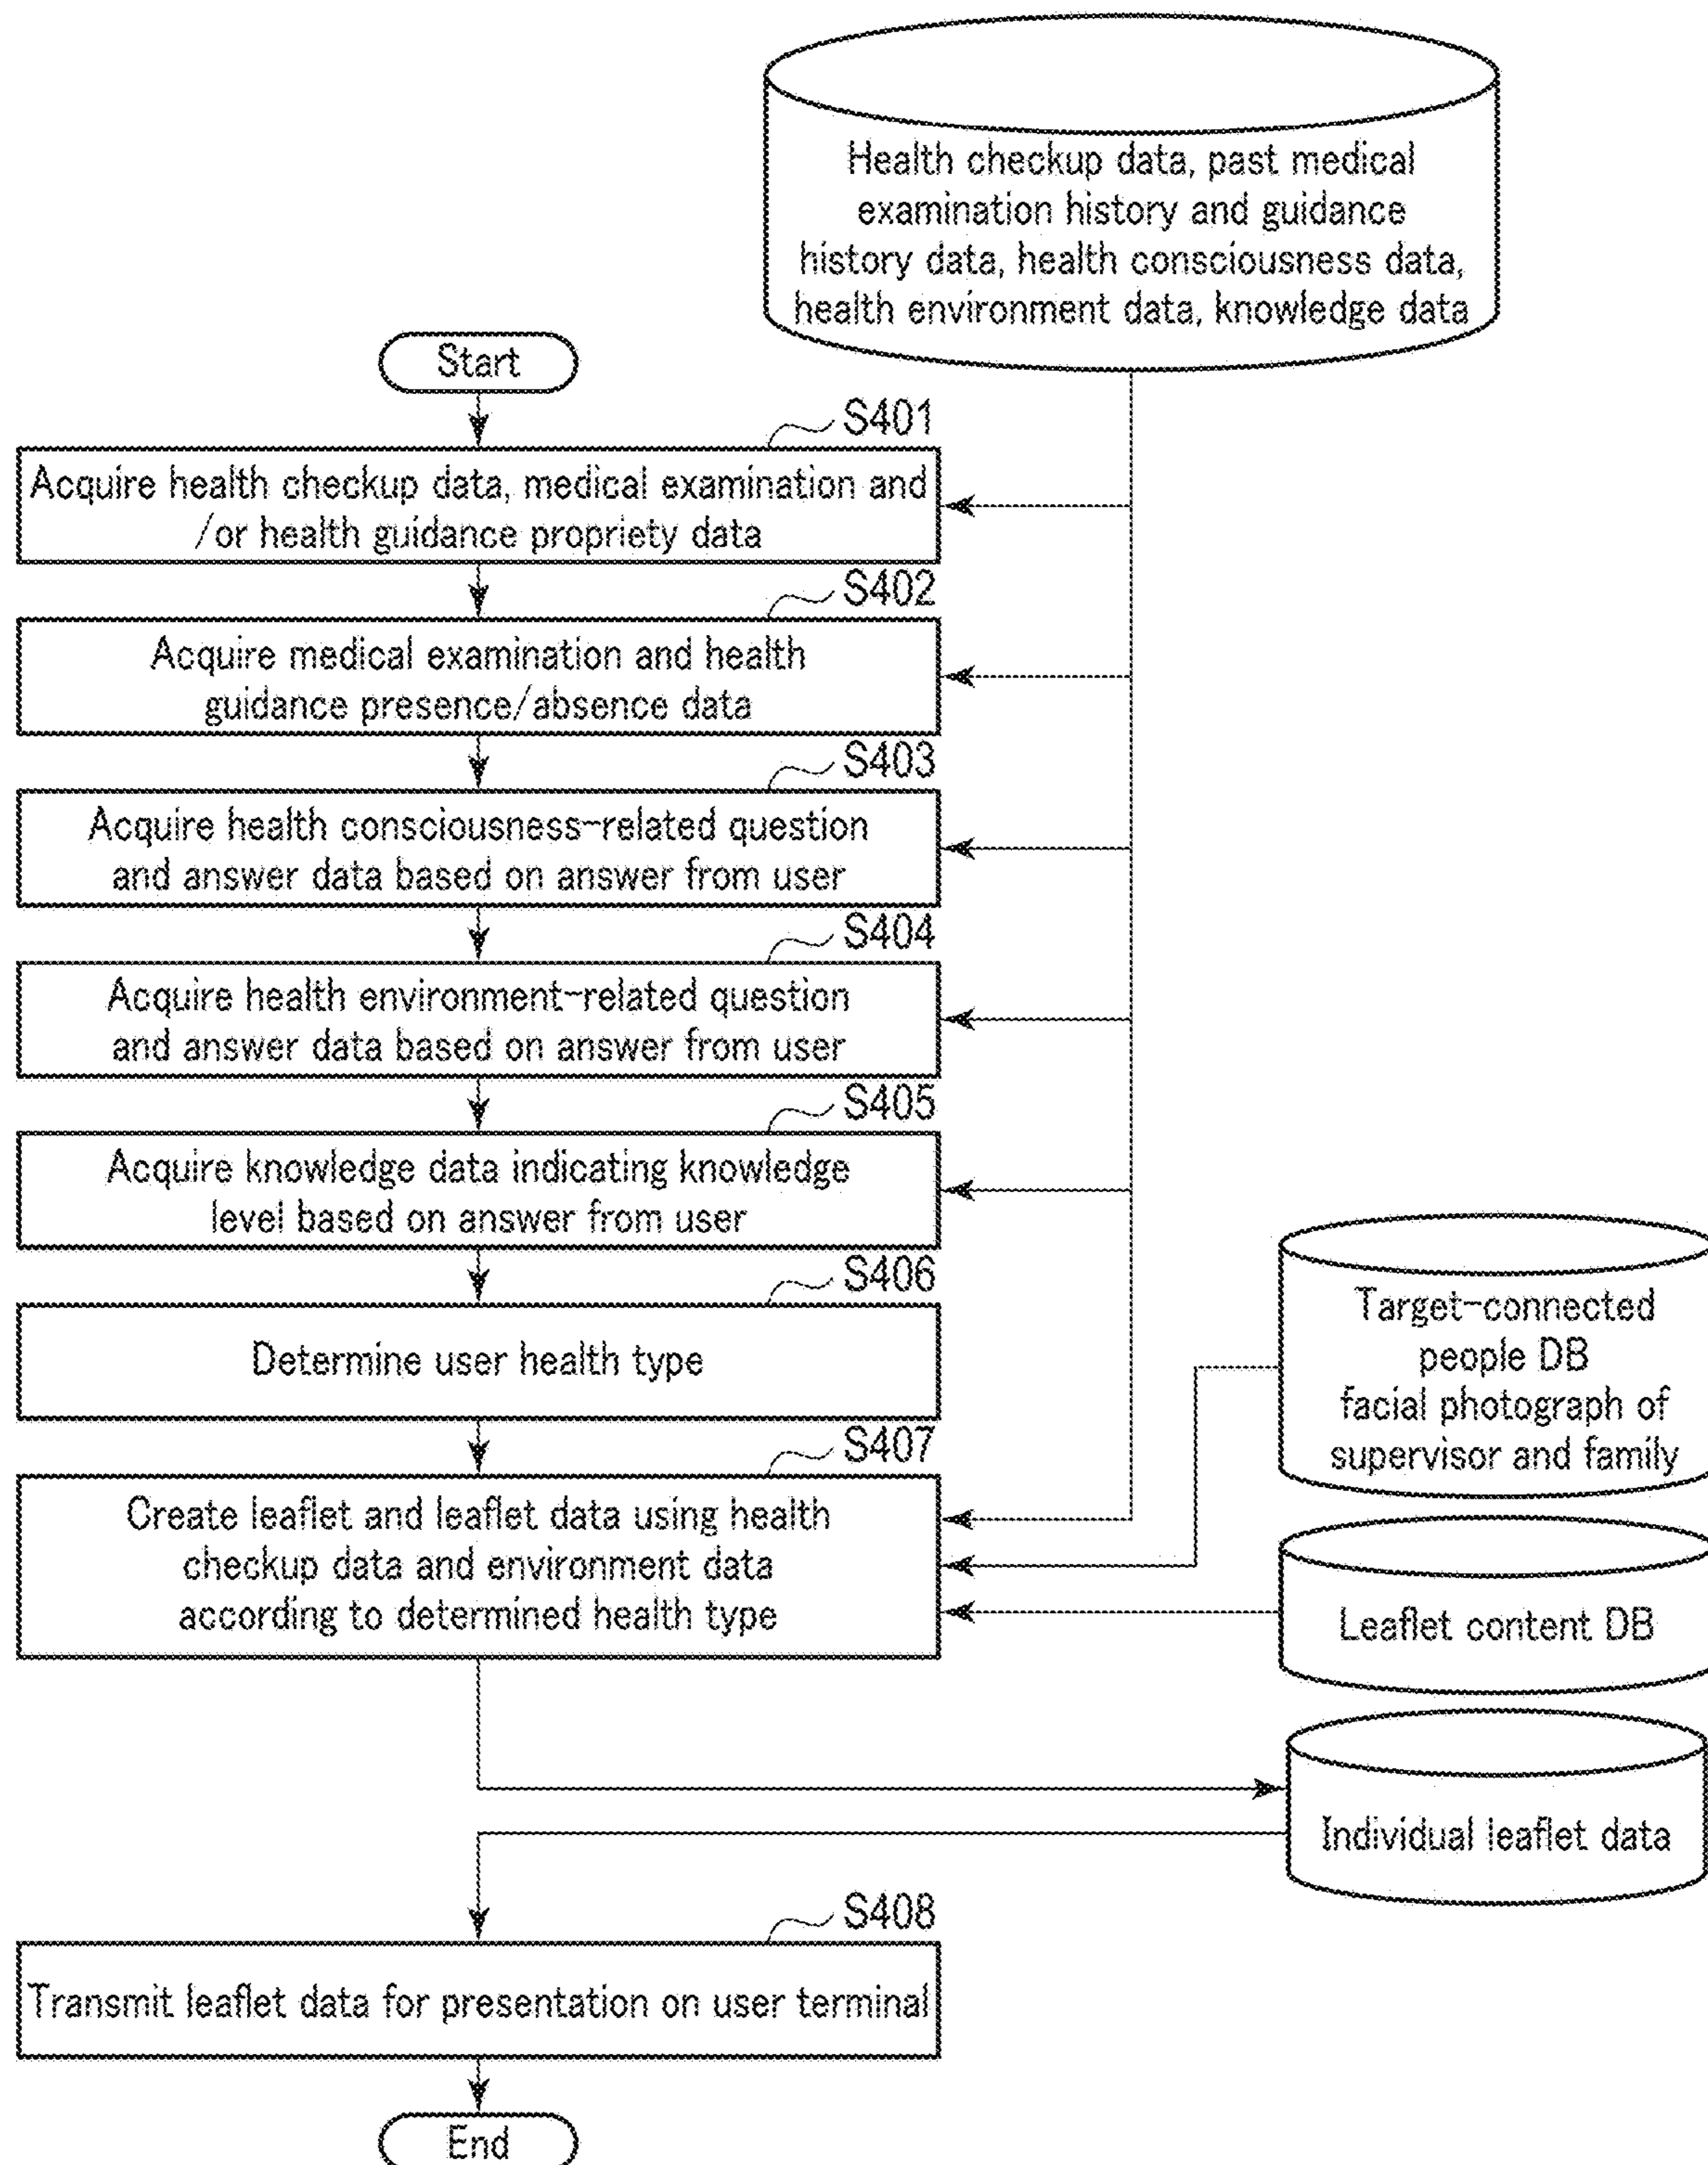 Health checkup data, past medical
examination history and guidance
history data, health consciousness data,
health environment data, knowledge data
Start
S401
Acquire health checkup data, medical examination and
/or health guidance propriety data
S402
Acquire medical examination and health
guidance presence/absence data
S403
Acquire health consciousness-related question
and answer data based on answer from user
S404
Acquire health environment-related question
and answer data based on answer from user
S405
Acquire knowledge data indicating knowledge
level based on answer from user
S406
Determine user health type
Target-connected
people DB
facial photograph of
supervisor and family
S407
Create leaflet and leaflet data using health
checkup data and environment data
according to determined health type
Leaflet content DB
Individual leaflet data
S408
Transmit leaflet data for presentation on user terminal
End